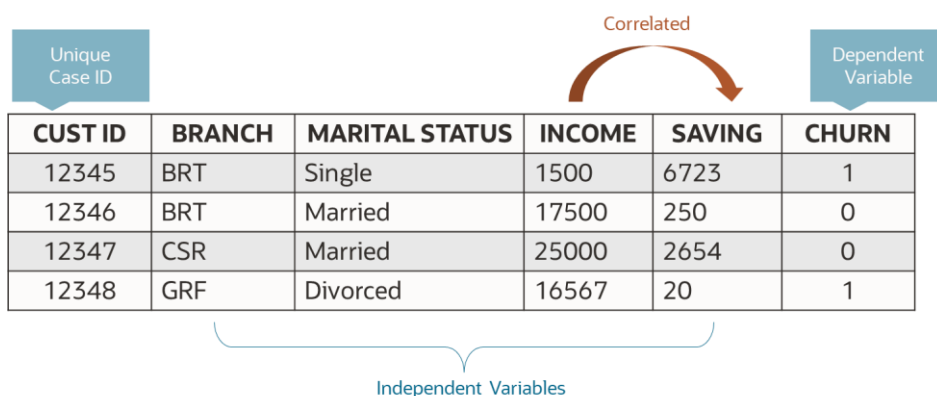 Correlated
Unique
Case ID
Dependent
Variable
CUST ID BRANCH MARITAL STATUS INCOME SAVING CHURN
12345 BRT Single 1500 6723 1
12346 BRT Married 17500 250 0
12347 CSR Married 25000 2654 0
12348 GRF Divorced 16567 20 1
Independent Variables